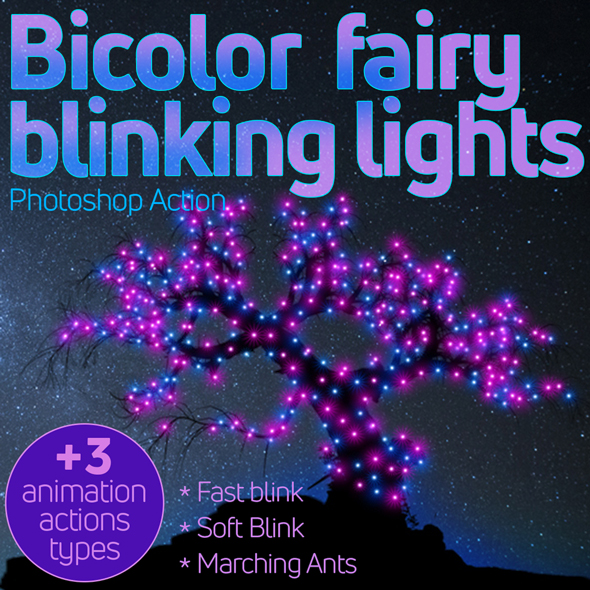 Bicolor fairy
blinking lights
Photoshop Action
+3
animation
actions
types
* Fast blink
* Soft Blink
* Marching Ants